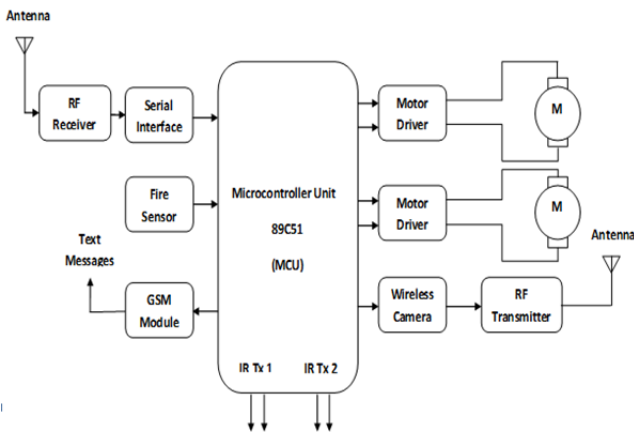 Antenna
RF
Receiver
Serial
Interface
Fire
Sensor
Text
Messages
GSM
Module
Microcontroller Unit
89C51
(MCU)
IR Tx 1
IR Tx 2
Motor
Driver
M
Motor
Driver
M
Antenna
Wireless
Camera
RF
Transmitter